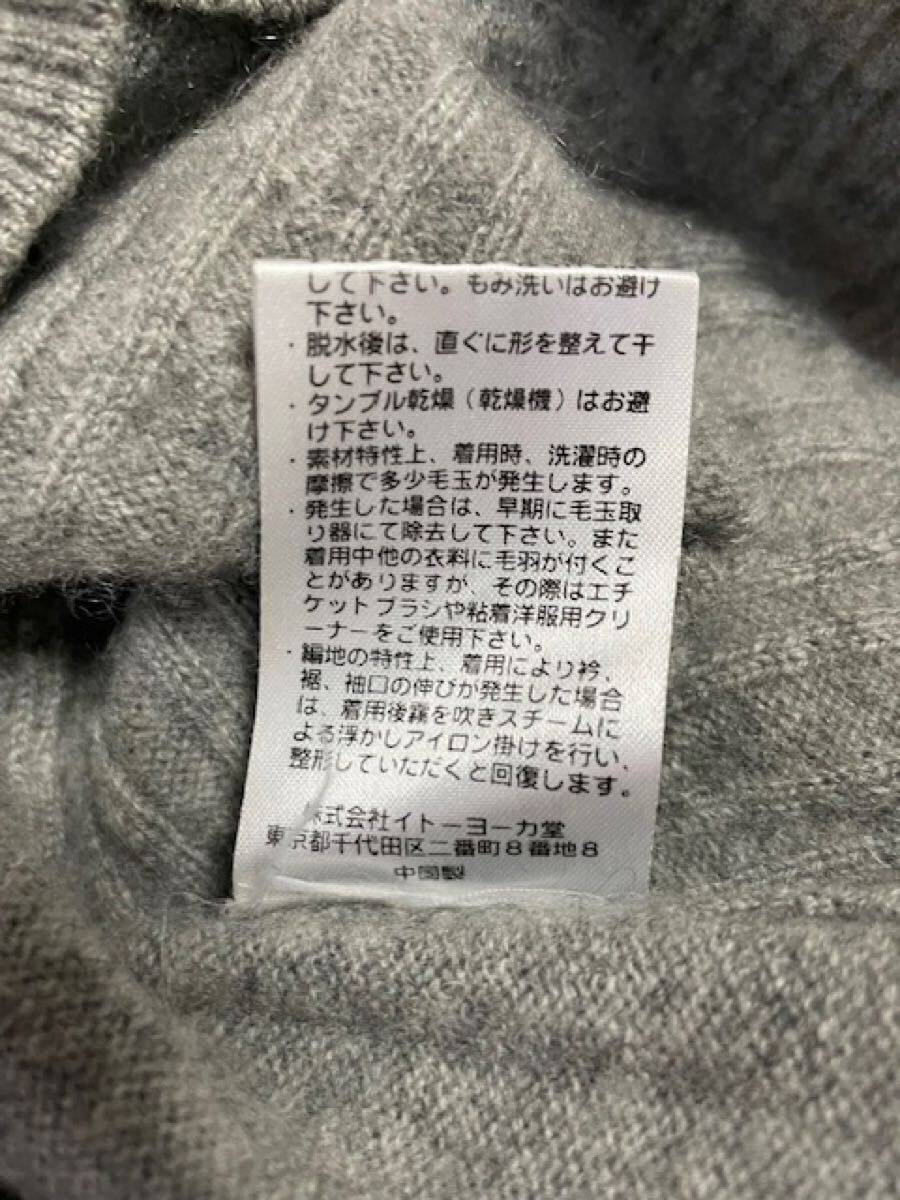 して下さい。もみ洗いはお避け
下さい。
・脱水後は、直ぐに形を整えて干
して下さい。
・タンブル乾燥（乾燥機）はお避
け下さい。
・素材特性上、着用時、洗濯時の
摩擦で多少毛玉が発生します。
・発生した場合は、早期に毛玉取
り器にて除去して下さい。また
着用中他の衣料に毛羽が付くこ
とがありますが、その際はエチ
ケットブラシや粘着洋服用クリ
ーナーをご使用下さい。
・編地の特性上、着用により衿、
裾、袖口の伸びが発生した場合
は、着用後霧を吹きスチームに
よる浮かしアイロン掛けを行い、
整形していただくと回復します。
株式会社イトーヨーカ堂
東京都千代田区二番町8番地8
中国製